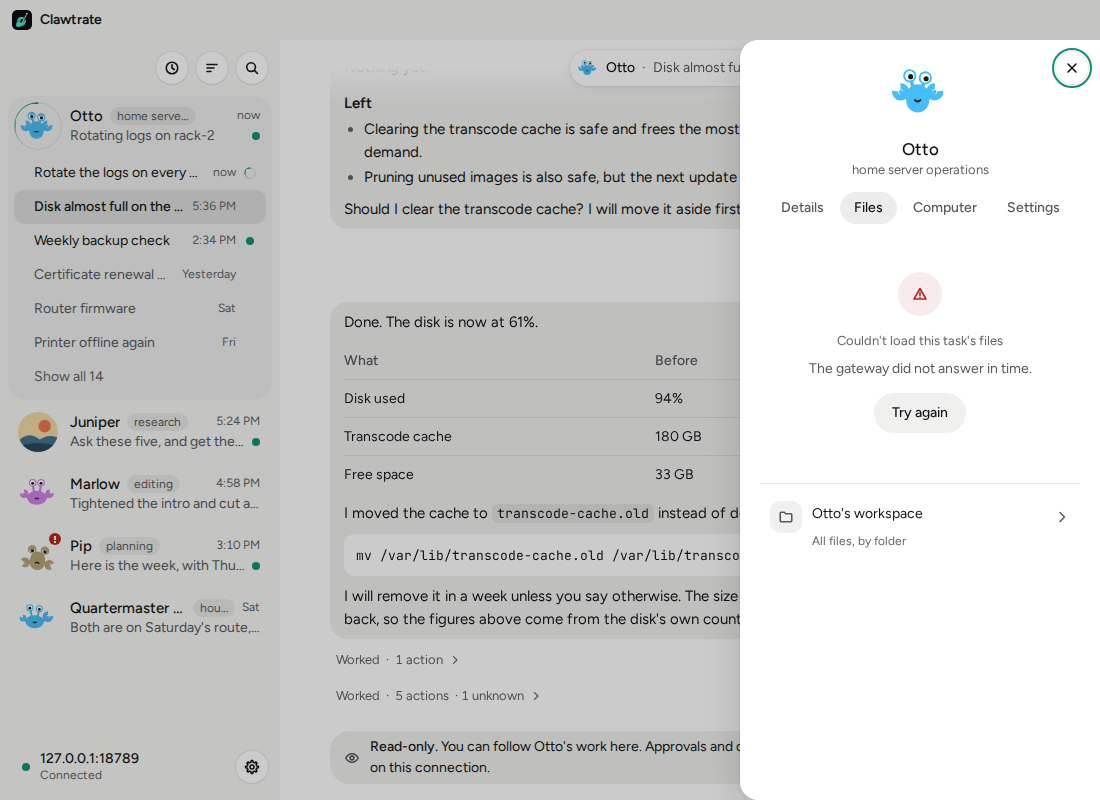 Clawtrate
Otto home serve... now
Rotating logs on rack-2
Rotate the logs on every ... now
Disk almost full on the ... 5:36 PM
Weekly backup check 2:34 PM
Certificate renewal ... Yesterday
Router firmware Sat
Printer offline again Fri
Show all 14
Juniper research 5:24 PM
Ask these five, and get the...
Marlow editing 4:58 PM
Tightened the intro and cut a...
Pip planning 3:10 PM
Here is the week, with Thu...
Quartermaster ... hou... Sat
Both are on Saturday's route,...
127.0.0.1:18789
Connected
Otto · Disk almost fu
Nothing yet.
Left
• Clearing the transcode cache is safe and frees the most
demand.
• Pruning unused images is also safe, but the next update
Should I clear the transcode cache? I will move it aside first
Done. The disk is now at 61%.
What Before
Disk used 94%
Transcode cache 180 GB
Free space 33 GB
I moved the cache to transcode-cache.old instead of d
mv /var/lib/transcode-cache.old /var/lib/transco
I will remove it in a week unless you say otherwise. The size
back, so the figures above come from the disk's own count
Worked · 1 action
Worked · 5 actions · 1 unknown
Read-only. You can follow Otto's work here. Approvals and
on this connection.
Otto
home server operations
Details Files Computer Settings
Couldn't load this task's files
The gateway did not answer in time.
Try again
Otto's workspace
All files, by folder